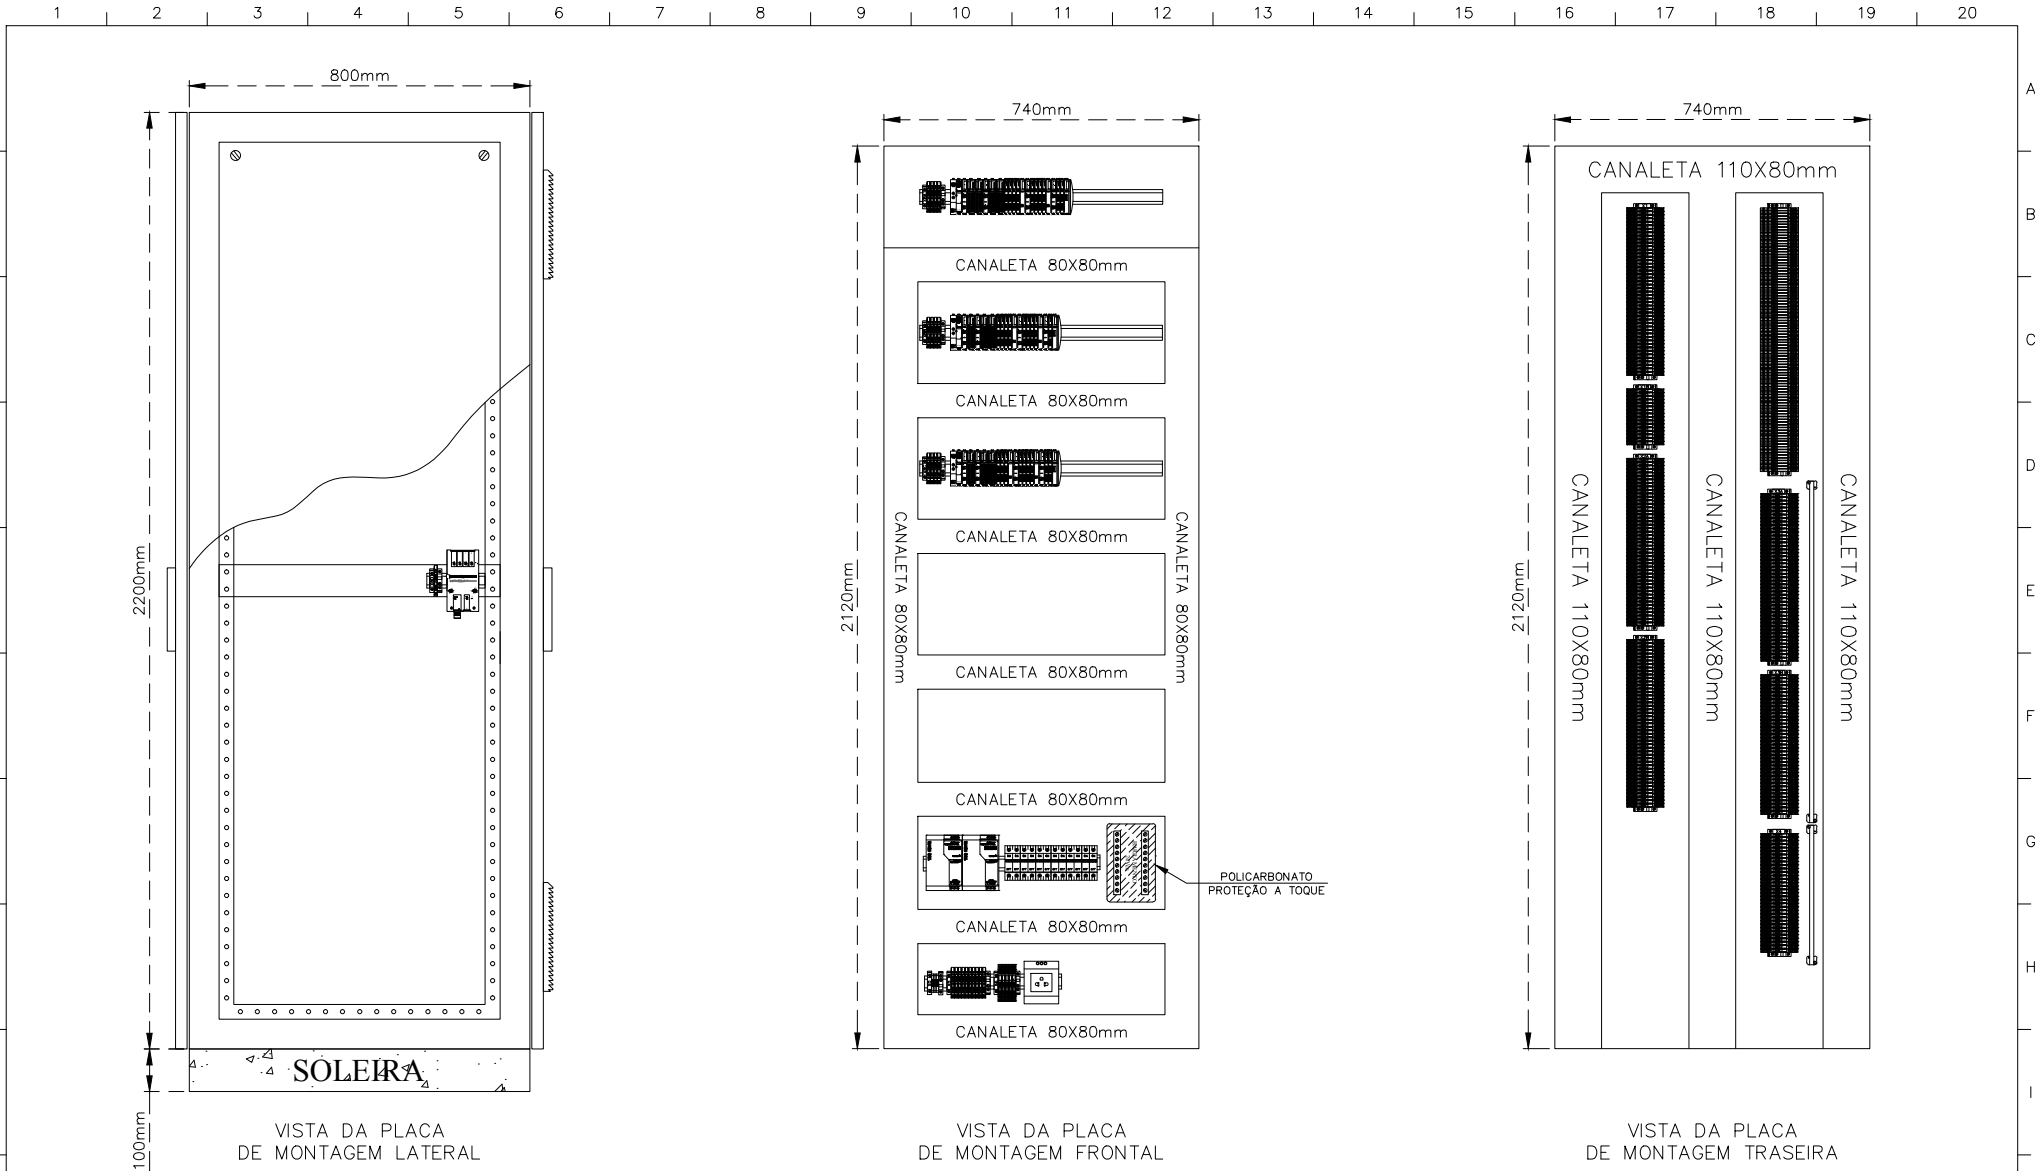 1 2 3 4 5 6 7 8 9 10 11 12 13 14 15 16 17 18 19 20
A
B
C
D
E
F
G
H
I
800mm
2200mm
100mm
SOLEIRA
VISTA DA PLACA
DE MONTAGEM LATERAL
740mm
2120mm
CANALETA 80X80mm
CANALETA 80X80mm
CANALETA 80X80mm
CANALETA 80X80mm
CANALETA 80X80mm
CANALETA 80X80mm
CANALETA 80X80mm
CANALETA 80X80mm
CANALETA 80X80mm
POLICARBONATO
PROTEÇÃO A TOQUE
VISTA DA PLACA
DE MONTAGEM FRONTAL
740mm
2120mm
CANALETA 110X80mm
CANALETA 110X80mm
CANALETA 110X80mm
CANALETA 110X80mm
VISTA DA PLACA
DE MONTAGEM TRASEIRA